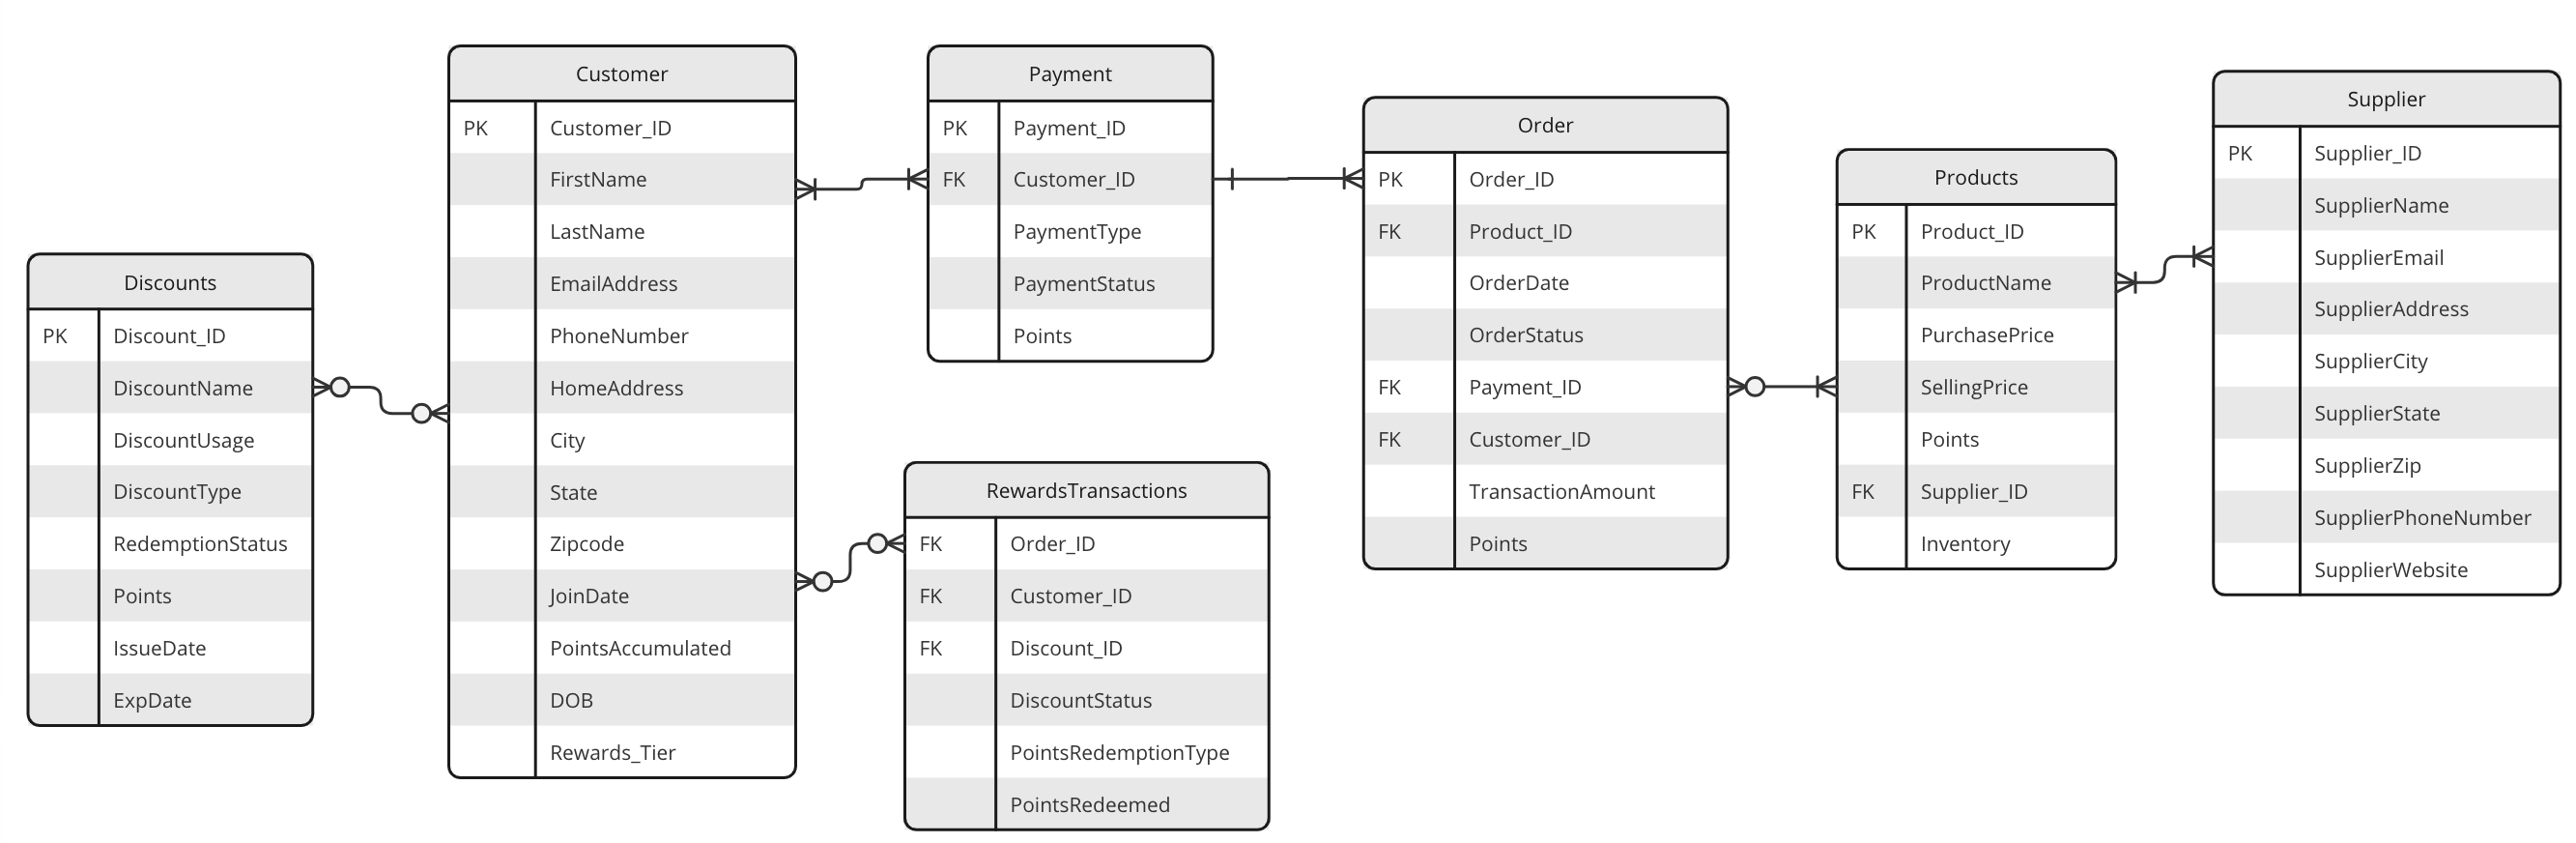 Discounts
PK Discount_ID
DiscountName
DiscountUsage
DiscountType
RedemptionStatus
Points
IssueDate
ExpDate
Customer
PK Customer_ID
FirstName
LastName
EmailAddress
PhoneNumber
HomeAddress
City
State
Zipcode
JoinDate
PointsAccumulated
DOB
Rewards_Tier
Payment
PK Payment_ID
FK Customer_ID
PaymentType
PaymentStatus
Points
RewardsTransactions
FK Order_ID
FK Customer_ID
FK Discount_ID
DiscountStatus
PointsRedemptionType
PointsRedeemed
Order
PK Order_ID
FK Product_ID
OrderDate
OrderStatus
FK Payment_ID
FK Customer_ID
TransactionAmount
Points
Products
PK Product_ID
ProductName
PurchasePrice
SellingPrice
Points
FK Supplier_ID
Inventory
Supplier
PK Supplier_ID
SupplierName
SupplierEmail
SupplierAddress
SupplierCity
SupplierState
SupplierZip
SupplierPhoneNumber
SupplierWebsite